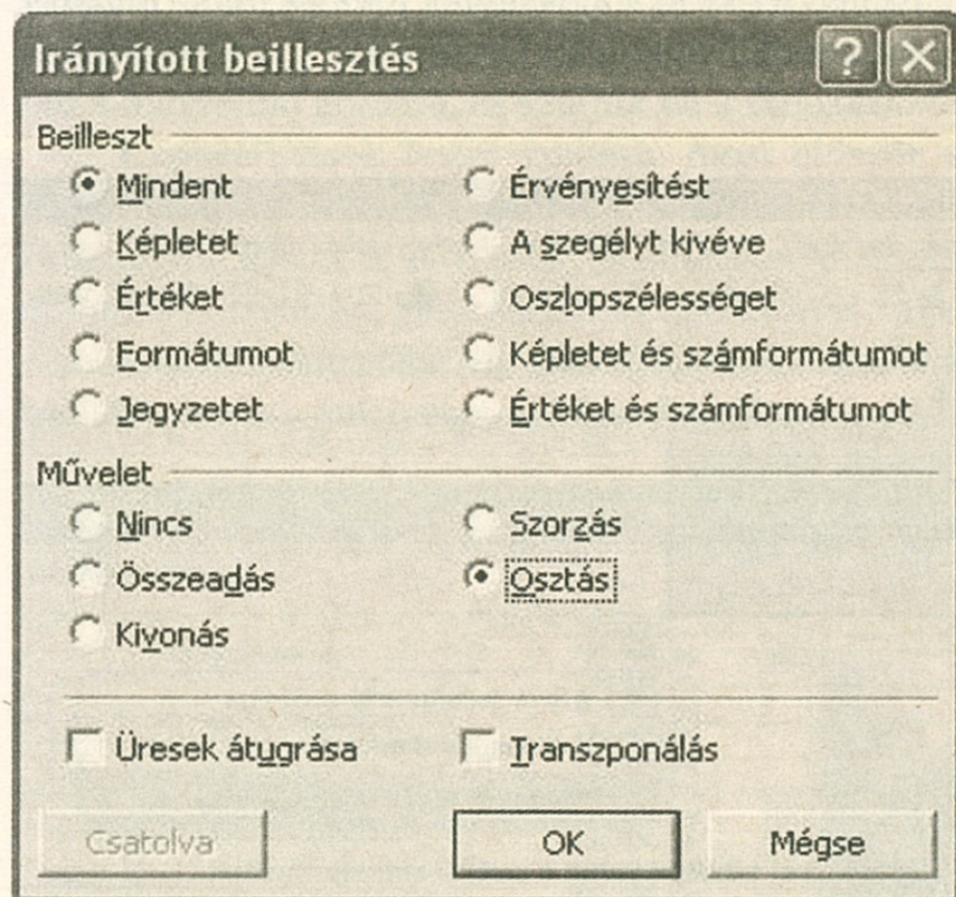 Irányított beillesztés
Beilleszt
Mindent
Képletet
Értéket
Formátumot
Jegyzetet
Érvényesítést
A szegélyt kivéve
Oszlopszélességet
Képletet és számformátumot
Értéket és számformátumot
Művelet
Nincs
Összeadás
Kivonás
Szorzás
Osztás
Üresek átugrása
Transzponálás
Csatolva
OK
Mégse